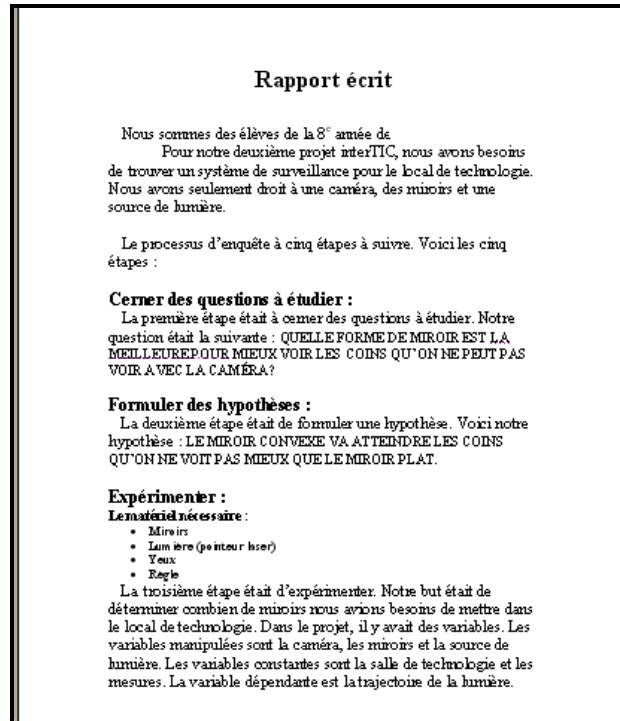 Rapport écrit
Nous sommes des élèves de la 8e année de
Pour notre deuxième projet interTIC, nous avons besoins
de trouver un système de surveillance pour le local de technologie.
Nous avons seulement droit à une caméra, des miroirs et une
source de lumière.
Le processus d'enquête à cinq étapes à suivre. Voici les cinq
étapes :
Cerner des questions à étudier :
La première étape était à cerner des questions à étudier. Notre
question était la suivante : QUELLE FORME DE MIROIR EST LA
MEILLEURE POUR MIEUX VOIR LES COINS QU'ON NE PEUT PAS
VOIR AVEC LA CAMÉRA?
Formuler des hypothèses :
La deuxième étape était de formuler une hypothèse. Voici notre
hypothèse : LE MIROIR CONVEXE VA ATTEINDRE LES COINS
QU'ON NE VOIT PAS MIEUX QUE LE MIROIR PLAT.
Expérimenter :
Le matériel nécessaire :
• Miroirs
• Lumière (pointeur laser)
• Yeux
• Règle
La troisième étape était d'expérimenter. Notre but était de
déterminer combien de miroirs nous avions besoins de mettre dans
le local de technologie. Dans le projet, il y avait des variables. Les
variables manipulées sont la caméra, les miroirs et la source de
lumière. Les variables constantes sont la salle de technologie et les
mesures. La variable dépendante est la trajectoire de la lumière.